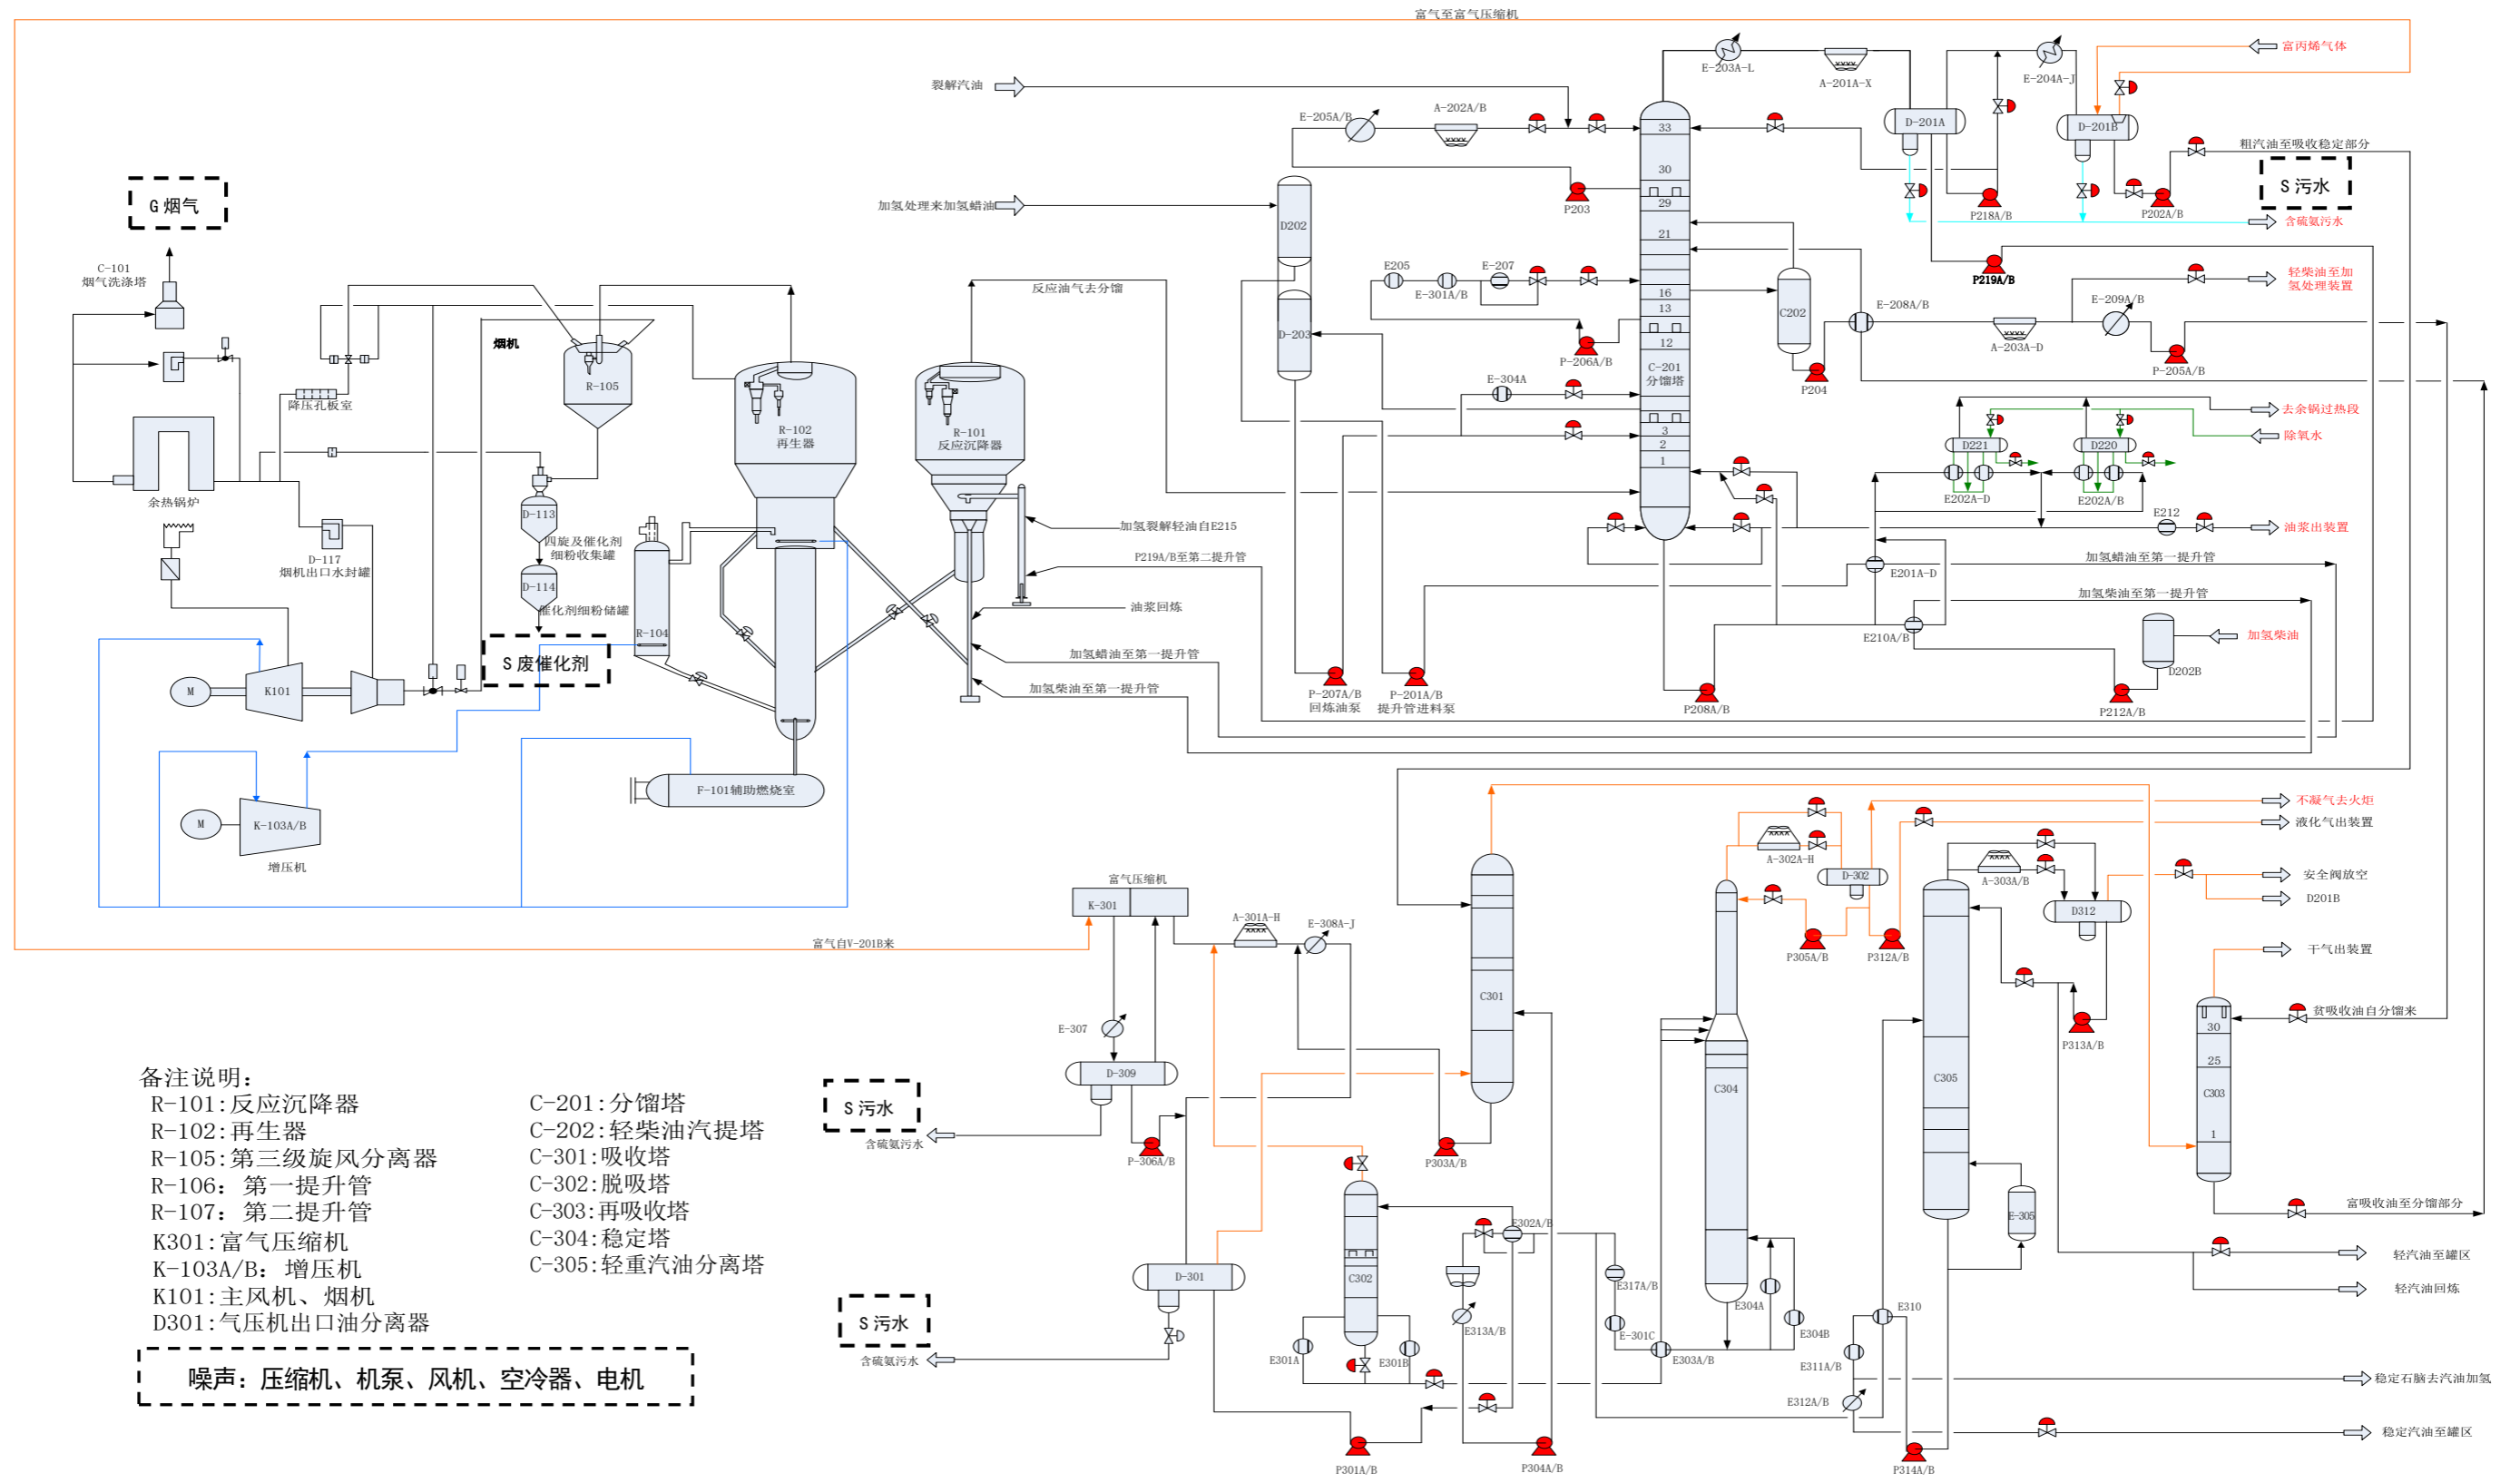 富气至富气压缩机
富丙烯气体
E-203A-L
A-201A-X
E-204A-J
裂解汽油
E-205A/B
A-202A/B
D-201A
D-201B
33
粗汽油至吸收稳定部分
30
S 污水
G 烟气
加氢处理来加氢蜡油
P203
29
P218A/B
P202A/B
含硫氨污水
D202
21
C-101
烟气洗涤塔
E205
E-301A/B
E-207
P219A/B
轻柴油至加
氢处理装置
反应油气去分馏
16
13
C202
E-208A/B
E-209A/B
D-203
烟机
12
P-206A/B
A-203A-D
P-205A/B
R-105
C-201
分馏塔
E-304A
P204
降压孔板室
去余锅过热段
R-102
再生器
R-101
反应沉降器
3
2
1
D221
D220
除氧水
余热锅炉
E202A-D
E202A/B
D-113
E212
加氢裂解轻油自E215
油浆出装置
四旋及催化剂
细粉收集罐
D-117
烟机出口水封罐
P219A/B至第二提升管
加氢蜡油至第一提升管
E201A-D
D-114
催化剂细粉储罐
油浆回炼
加氢柴油至第一提升管
R-104
E210A/B
加氢柴油
S 废催化剂
加氢蜡油至第一提升管
D202B
M
K101
加氢柴油至第一提升管
P-207A/B
回炼油泵
P-201A/B
提升管进料泵
P208A/B
P212A/B
F-101辅助燃烧室
不凝气去火炬
M
K-103A/B
液化气出装置
增压机
A-302A-H
D-302
A-303A/B
安全阀放空
富气压缩机
K-301
D201B
D312
A-301A-H
E-308A-J
富气自V-201B来
P305A/B
P312A/B
干气出装置
C301
E-307
贫吸收油自分馏来
30
P313A/B
25
备注说明:
D-309
C305
C304
C303
R-101:反应沉降器
C-201:分馏塔
S 污水
R-102:再生器
C-202:轻柴油汽提塔
含硫氨污水
1
R-105:第三级旋风分离器
C-301:吸收塔
P-306A/B
P303A/B
R-106: 第一提升管
C-302:脱吸塔
R-107: 第二提升管
C-303:再吸收塔
富吸收油至分馏部分
E-305
K301:富气压缩机
C-304:稳定塔
E302A/B
K-103A/B: 增压机
C-305:轻重汽油分离塔
轻汽油至罐区
D-301
C302
E317A/B
K101:主风机、烟机
轻汽油回炼
E304A
D301:气压机出口油分离器
S 污水
E313A/B
E-301C
E304B
E310
含硫氨污水
E301A
E301B
E303A/B
E311A/B
噪声: 压缩机、机泵、风机、空冷器、电机
稳定石脑去汽油加氢
E312A/B
稳定汽油至罐区
P301A/B
P304A/B
P314A/B